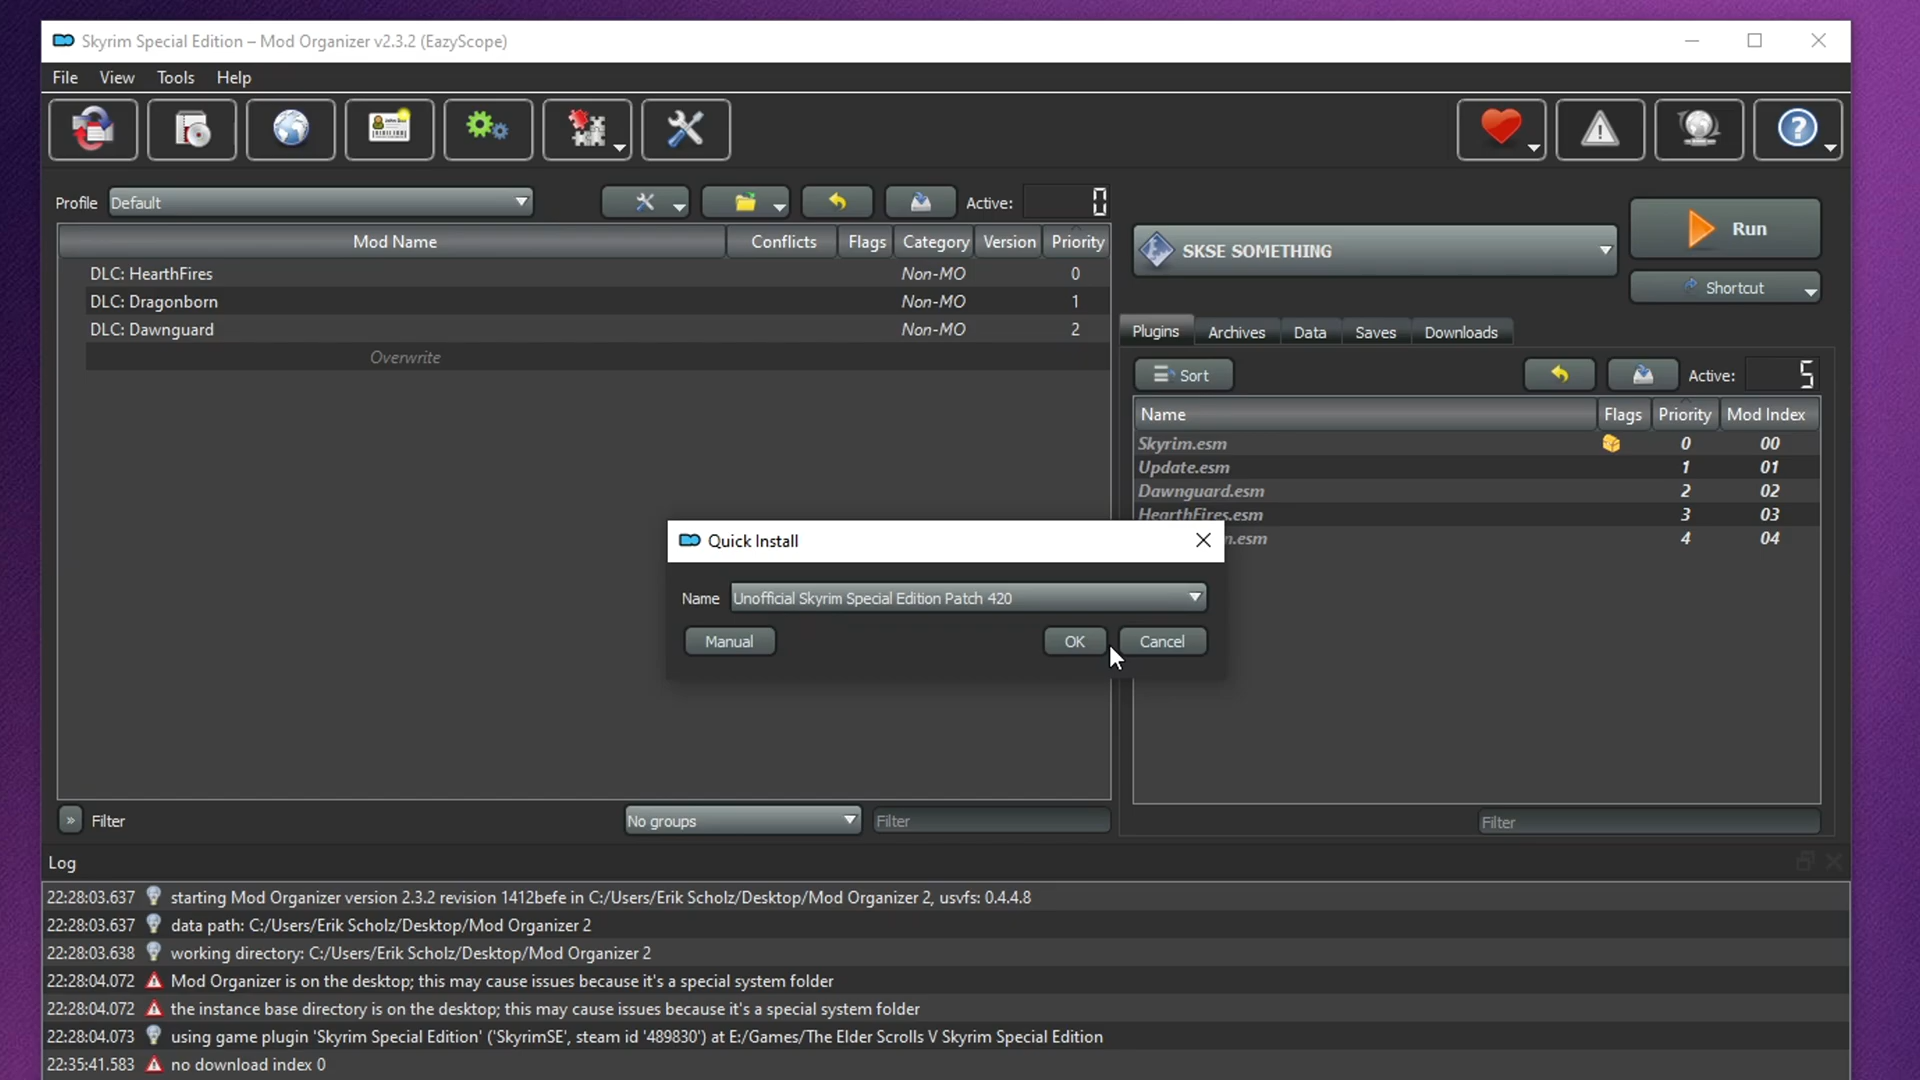 Skyrim Special Edition – Mod Organizer v2.3.2 (EazyScope)
File View Tools Help
Profile Default Active: 0
Mod Name Conflicts Flags Category Version Priority
DLC: HearthFires Non-MO 0
DLC: Dragonborn Non-MO 1
DLC: Dawnguard Non-MO 2
Overwrite
No groups
Filter
» Filter
SKSE SOMETHING
Run
Shortcut
Plugins Archives Data Saves Downloads
Sort Active: 5
Name Flags Priority Mod Index
Skyrim.esm 0 00
Update.esm 1 01
Dawnguard.esm 2 02
HearthFires.esm 3 03
n.esm 4 04
Filter
Quick Install
Name Unofficial Skyrim Special Edition Patch 420
Manual OK Cancel
Log
22:28:03.637 starting Mod Organizer version 2.3.2 revision 1412befe in C:/Users/Erik Scholz/Desktop/Mod Organizer 2, usvfs: 0.4.4.8
22:28:03.637 data path: C:/Users/Erik Scholz/Desktop/Mod Organizer 2
22:28:03.638 working directory: C:/Users/Erik Scholz/Desktop/Mod Organizer 2
22:28:04.072 Mod Organizer is on the desktop; this may cause issues because it's a special system folder
22:28:04.072 the instance base directory is on the desktop; this may cause issues because it's a special system folder
22:28:04.073 using game plugin 'Skyrim Special Edition' ('SkyrimSE', steam id '489830') at E:/Games/The Elder Scrolls V Skyrim Special Edition
22:35:41.583 no download index 0